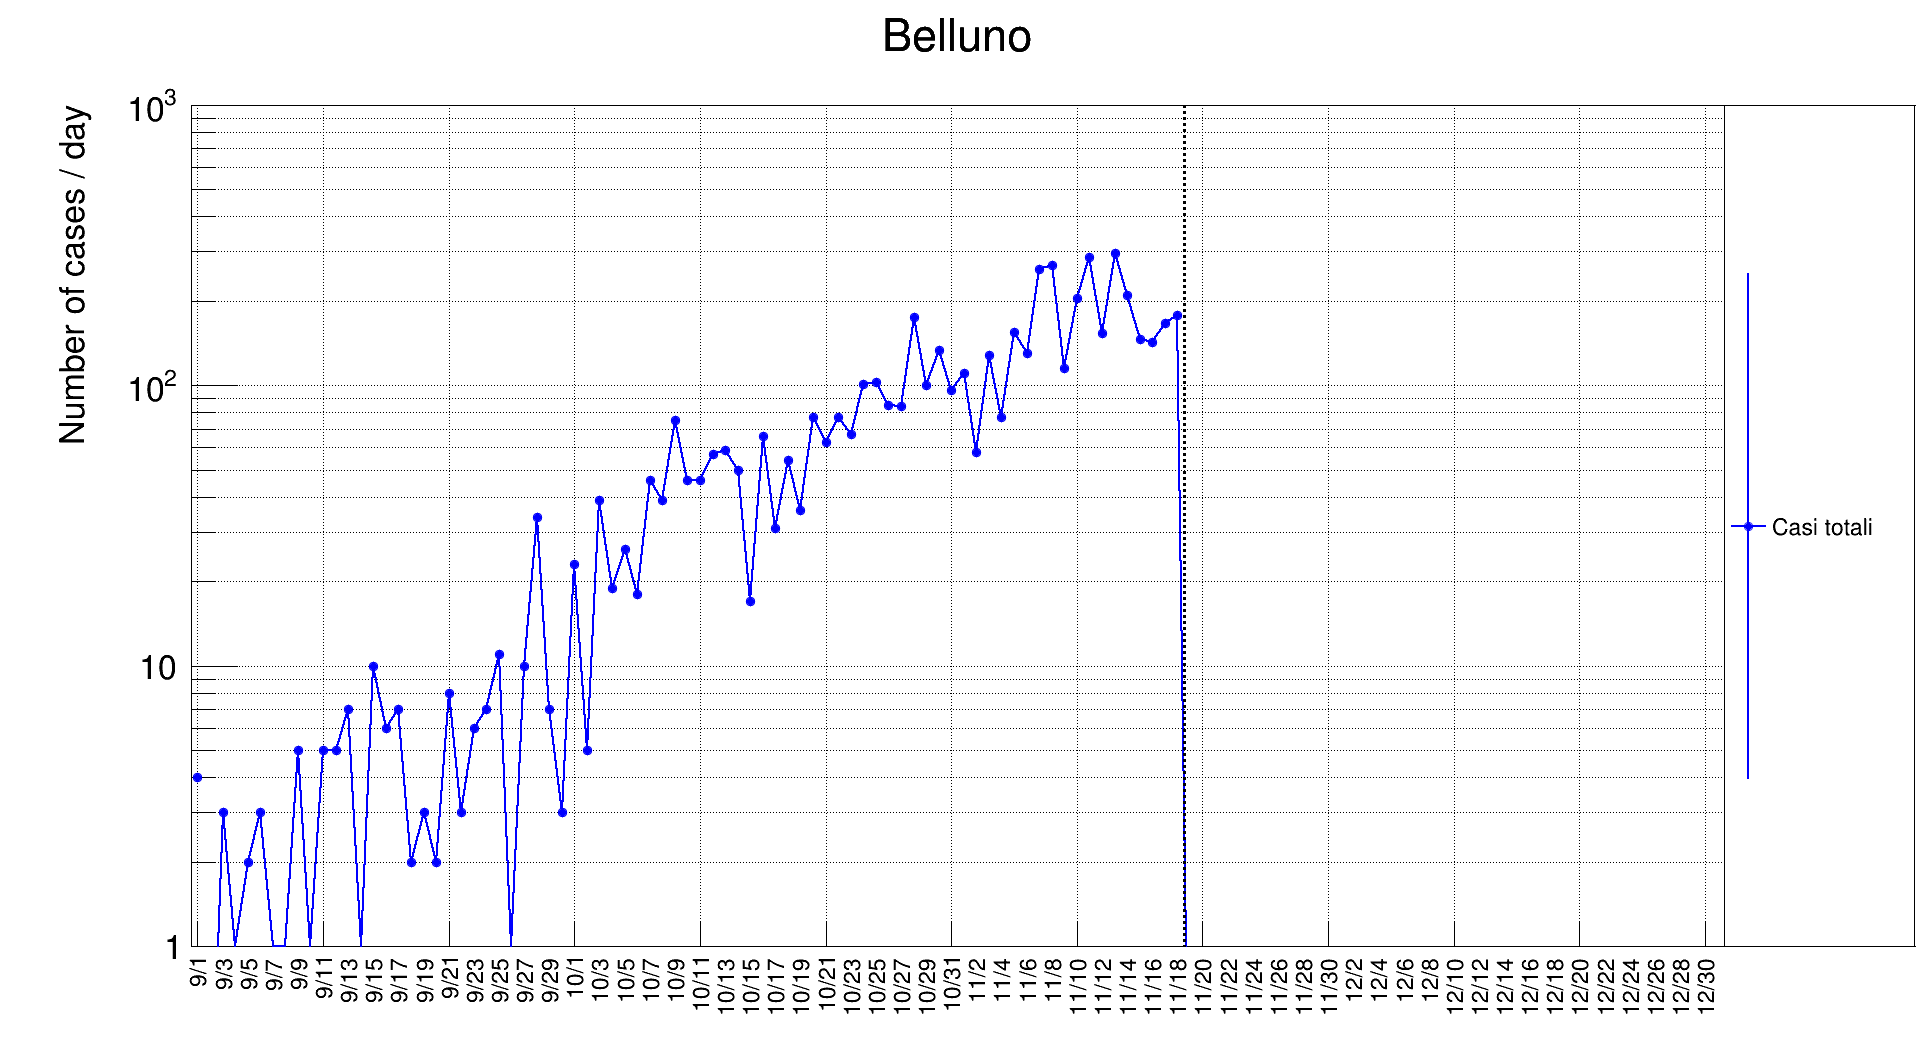 Belluno
Number of cases / day
10³
10²
10
1
9/1 9/3 9/5 9/7 9/9 9/11 9/13 9/15 9/17 9/19 9/21 9/23 9/25 9/27 9/29 10/1 10/3 10/5 10/7 10/9 10/11 10/13 10/15 10/17 10/19 10/21 10/23 10/25 10/27 10/29 10/31 11/2 11/4 11/6 11/8 11/10 11/12 11/14 11/16 11/18 11/20 11/22 11/24 11/26 11/28 11/30 12/2 12/4 12/6 12/8 12/10 12/12 12/14 12/16 12/18 12/20 12/22 12/24 12/26 12/28 12/30
Casi totali